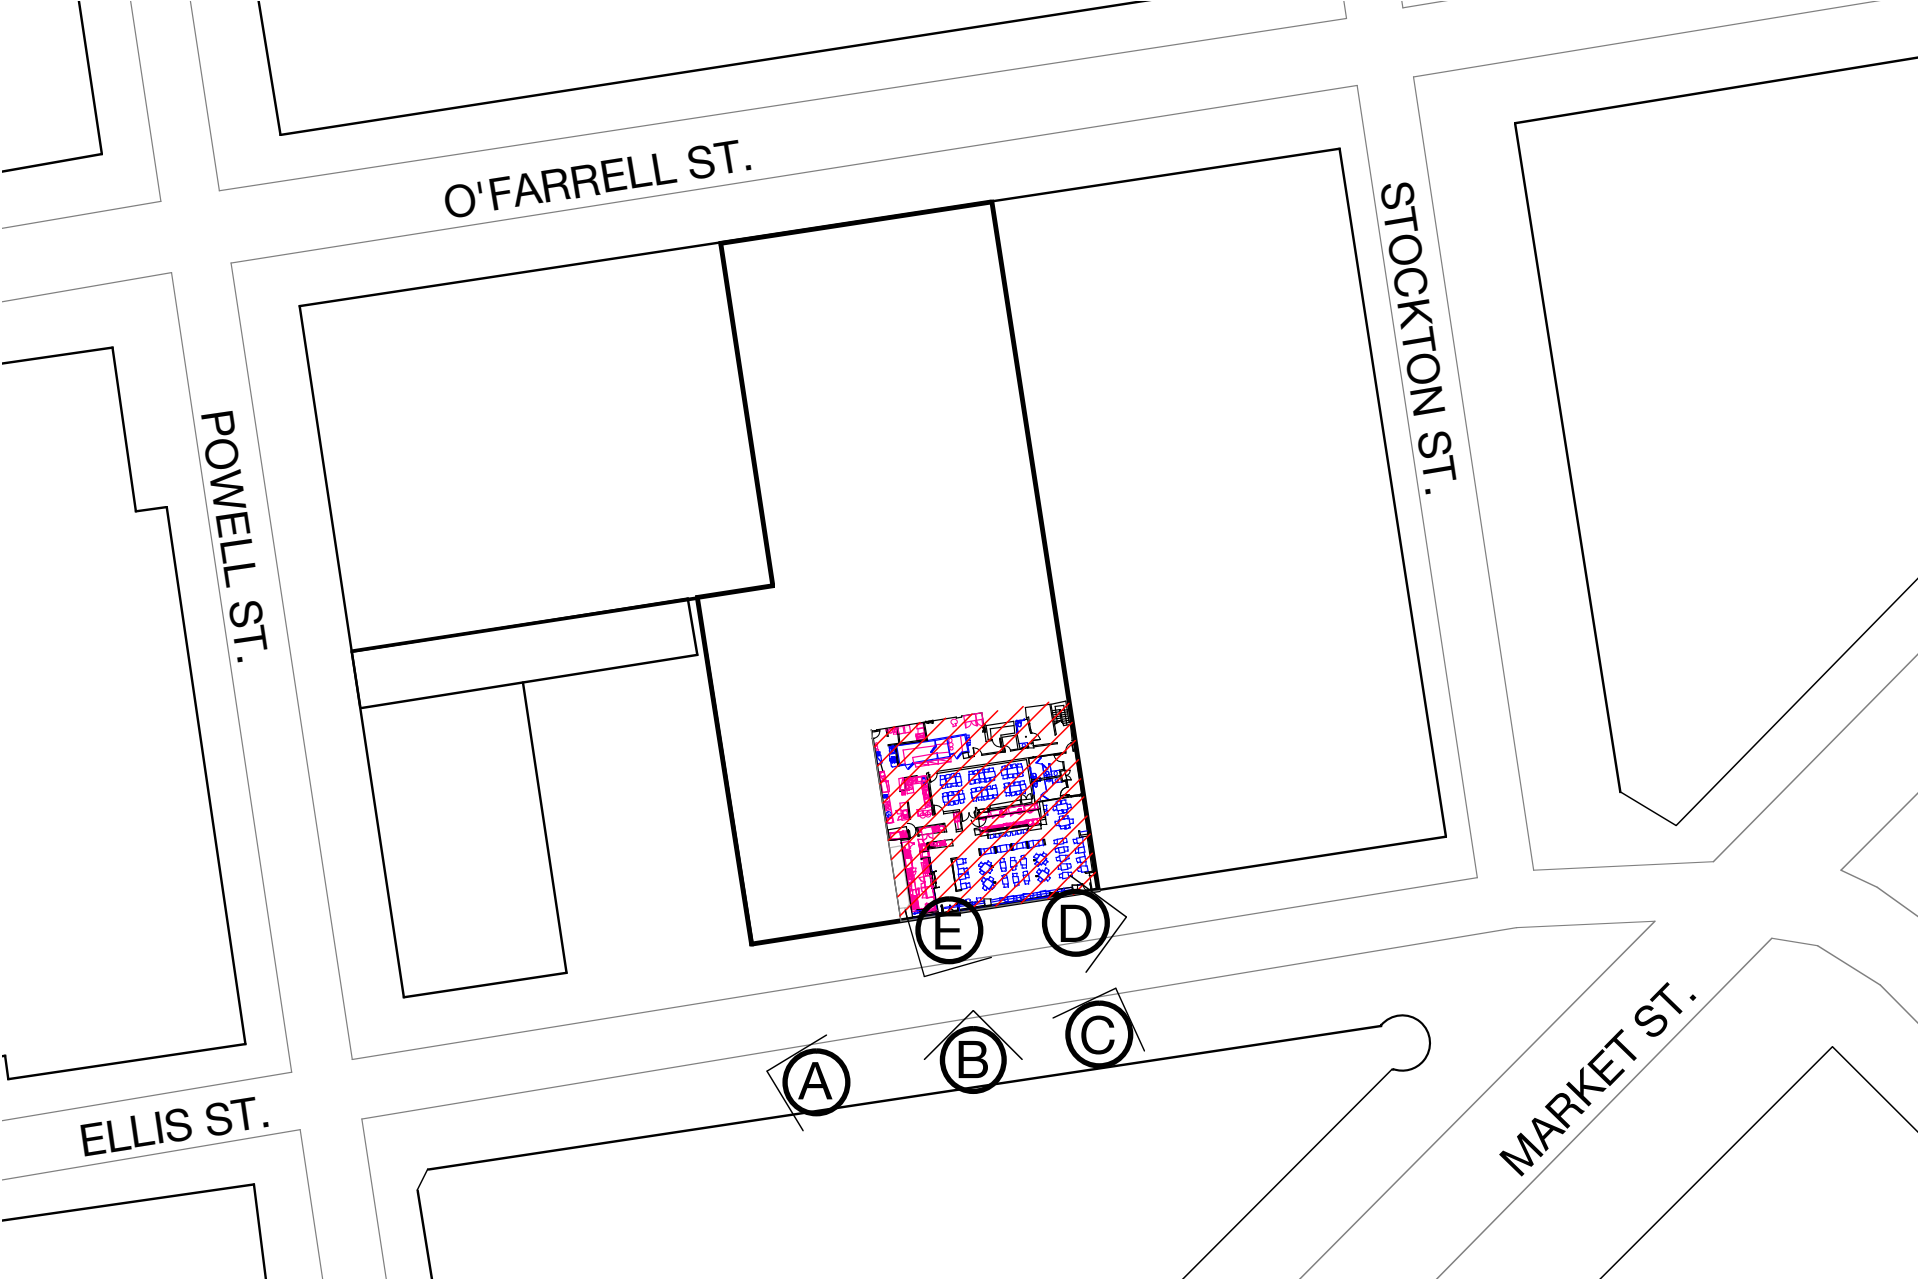 O'FARRELL ST.
STOCKTON ST.
POWELL ST.
E
D
C
B
A
MARKET ST.
ELLIS ST.